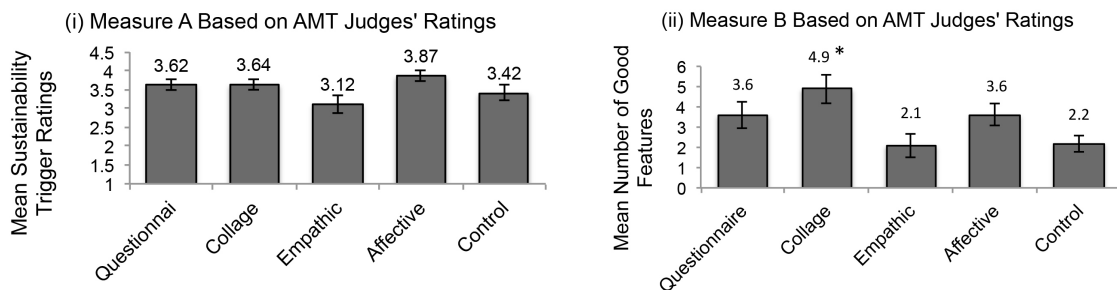 (i) Measure A Based on AMT Judges' Ratings
Mean Sustainability
Trigger Ratings
4.5
4
3.5
3
2.5
2
1.5
1
3.62
3.64
3.12
3.87
3.42
Questionnai
Collage
Empathic
Affective
Control
(ii) Measure B Based on AMT Judges' Ratings
Mean Number of Good
Features
6
5
4
3
2
1
0
3.6
4.9 *
2.1
3.6
2.2
Questionnaire
Collage
Empathic
Affective
Control